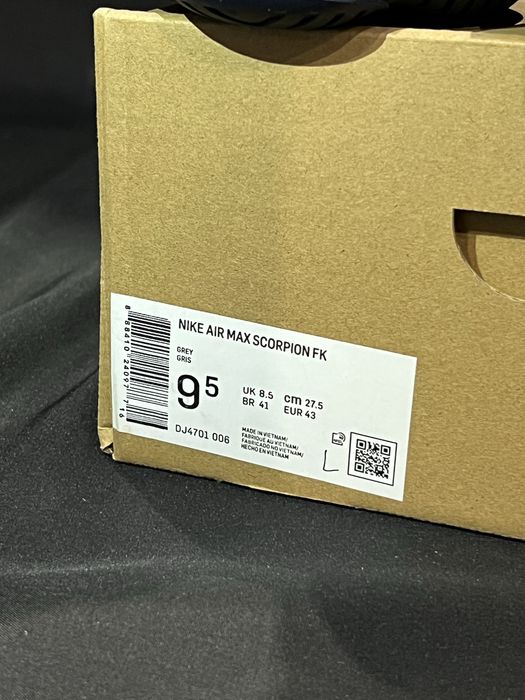 NIKE AIR MAX SCORPION FK
GREY
GRIS
9⁵
UK 8.5 cm 27.5
BR 41 EUR 43
DJ4701 006
MADE IN VIETNAM/
FABRIQUE AU VIETNAM/
FABRICADO NO VIETNAM/
HECHO EN VIETNAM
L